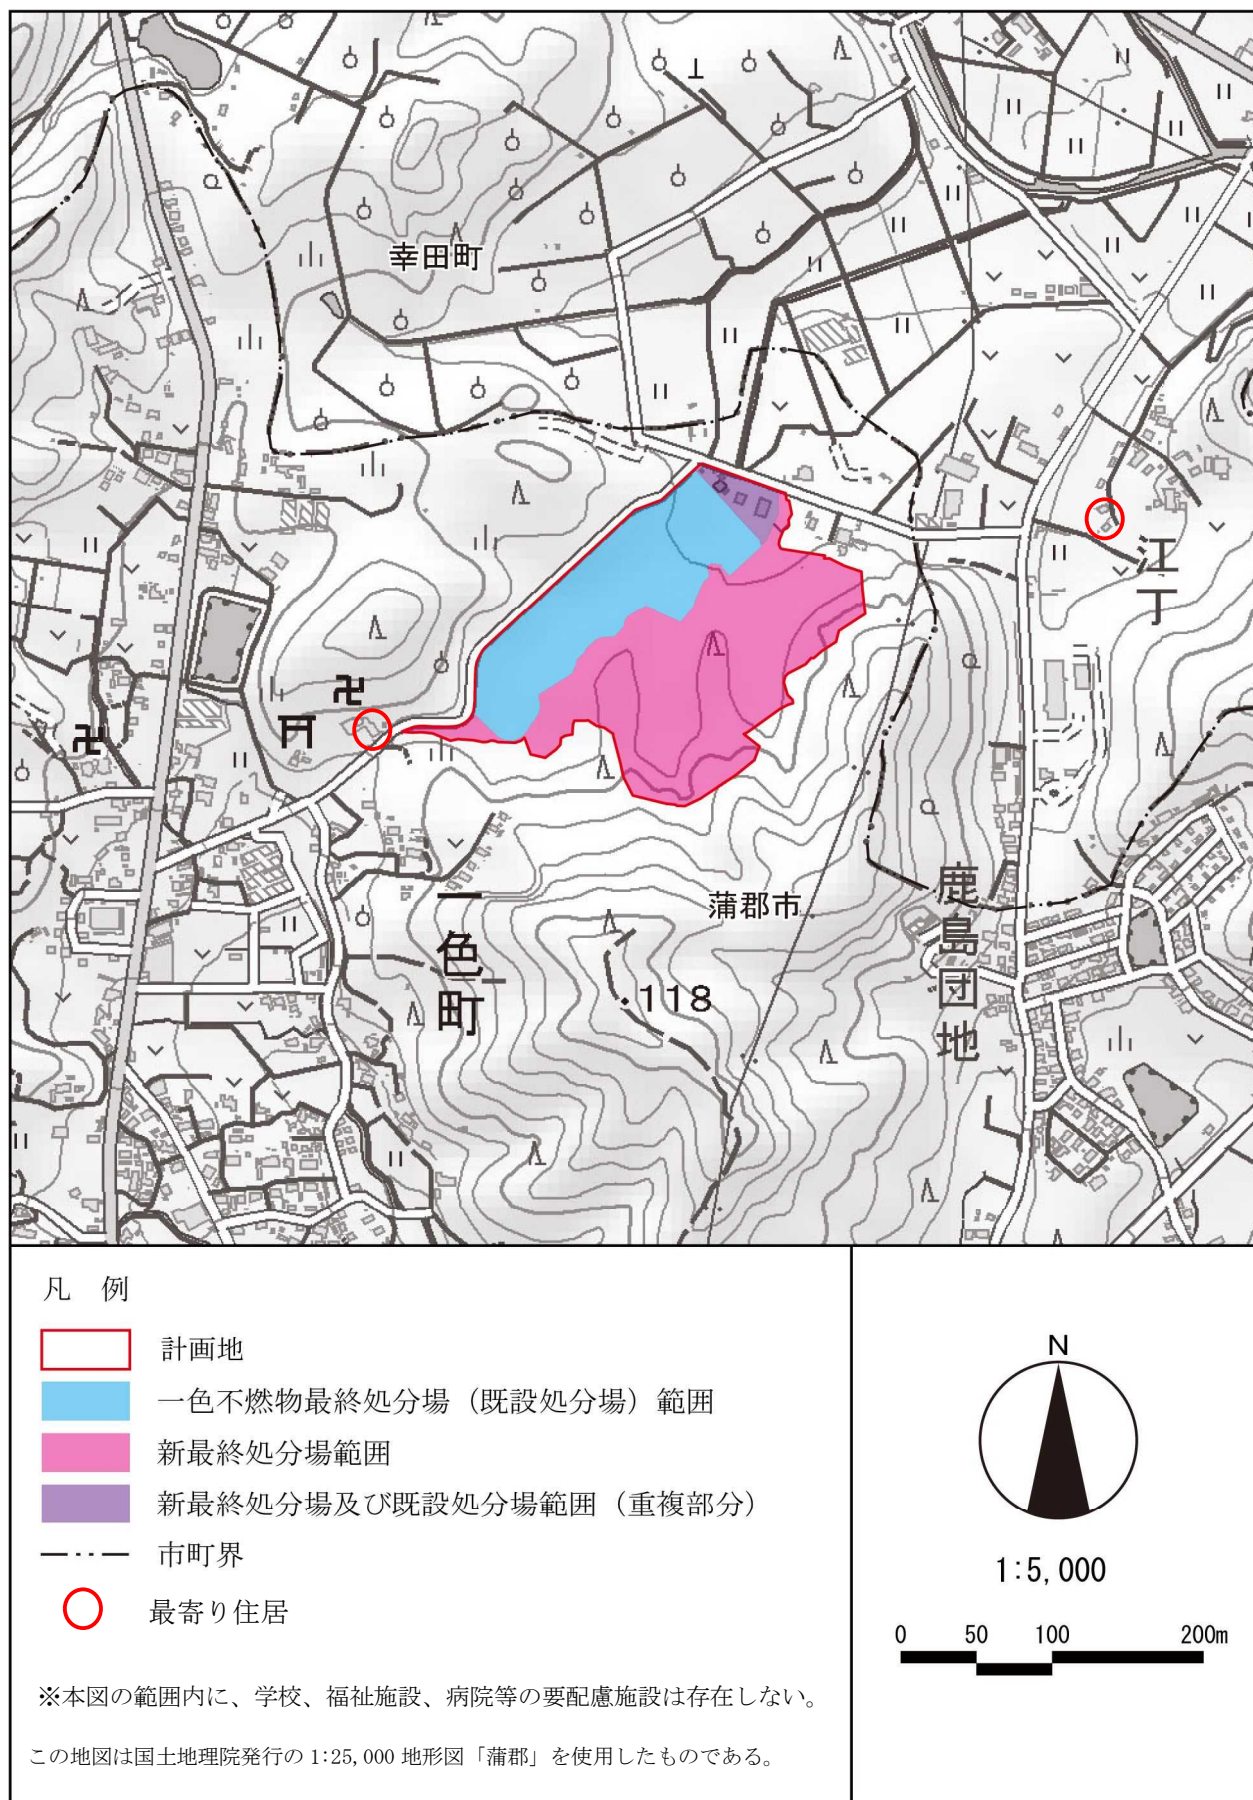 幸田町
江丁
蒲郡市
一色町
鹿島団地
118
凡 例
計画地
一色不燃物最終処分場（既設処分場）範囲
新最終処分場範囲
新最終処分場及び既設処分場範囲（重複部分）
市町界
最寄り住居
※本図の範囲内に、学校、福祉施設、病院等の要配慮施設は存在しない。
この地図は国土地理院発行の 1:25,000 地形図「蒲郡」を使用したものである。
N
1:5,000
0 50 100 200m